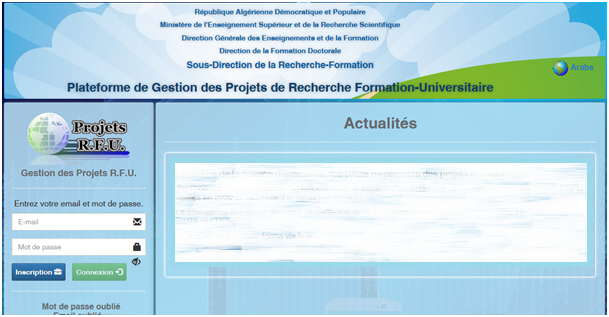 République Algérienne Démocratique et Populaire
Ministère de l'Enseignement Supérieur et de la Recherche Scientifique
Direction Générale des Enseignements et de la Formation
Direction de la Formation Doctorale
Sous-Direction de la Recherche-Formation
Arabe
Plateforme de Gestion des Projets de Recherche Formation-Universitaire
Projets
R.F.U.
Gestion des Projets R.F.U.
Entrez votre email et mot de passe.
E-mail
Mot de passe
Inscription
Connexion
Mot de passe oublié
Email oublié
Actualités